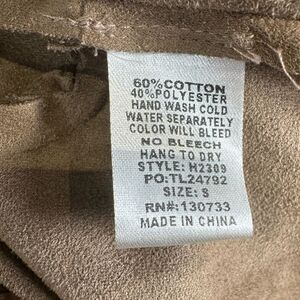 60%COTTON
40%POLYESTER
HAND WASH COLD
WATER SEPARATELY
COLOR WILL BLEED
NO BLEECH
HANG TO DRY
STYLE: H2309
PO:TL24792
SIZE: S
RN#:130733
MADE IN CHINA